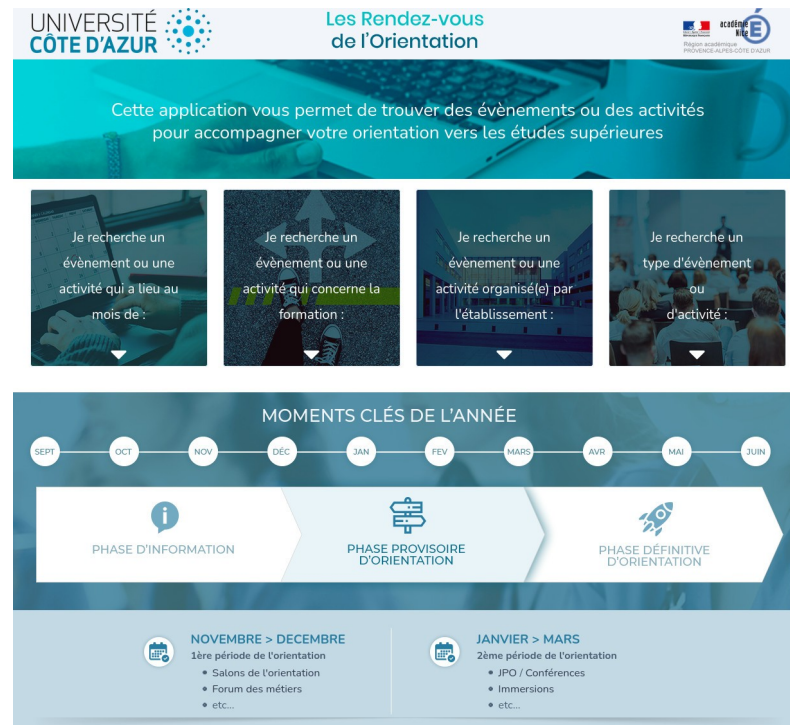 UNIVERSITÉ
CÔTE D'AZUR
Les Rendez-vous
de l'Orientation
académie
Nice
Région académique
PROVENCE-ALPES-CÔTE D'AZUR
Cette application vous permet de trouver des évènements ou des activités
pour accompagner votre orientation vers les études supérieures
Je recherche un
évènement ou une
activité qui a lieu au
mois de :
Je recherche un
évènement ou une
activité qui concerne la
formation :
Je recherche un
évènement ou une
activité organisé(e) par
l'établissement :
Je recherche un
type d'évènement
ou
d'activité :
MOMENTS CLÉS DE L'ANNÉE
SEPT OCT NOV DÉC JAN FEV MARS AVR MAI JUIN
PHASE D'INFORMATION
PHASE PROVISOIRE
D'ORIENTATION
PHASE DÉFINITIVE
D'ORIENTATION
NOVEMBRE > DECEMBRE
1ère période de l'orientation
• Salons de l'orientation
• Forum des métiers
• etc...
JANVIER > MARS
2ème période de l'orientation
• JPO / Conférences
• Immersions
• etc...